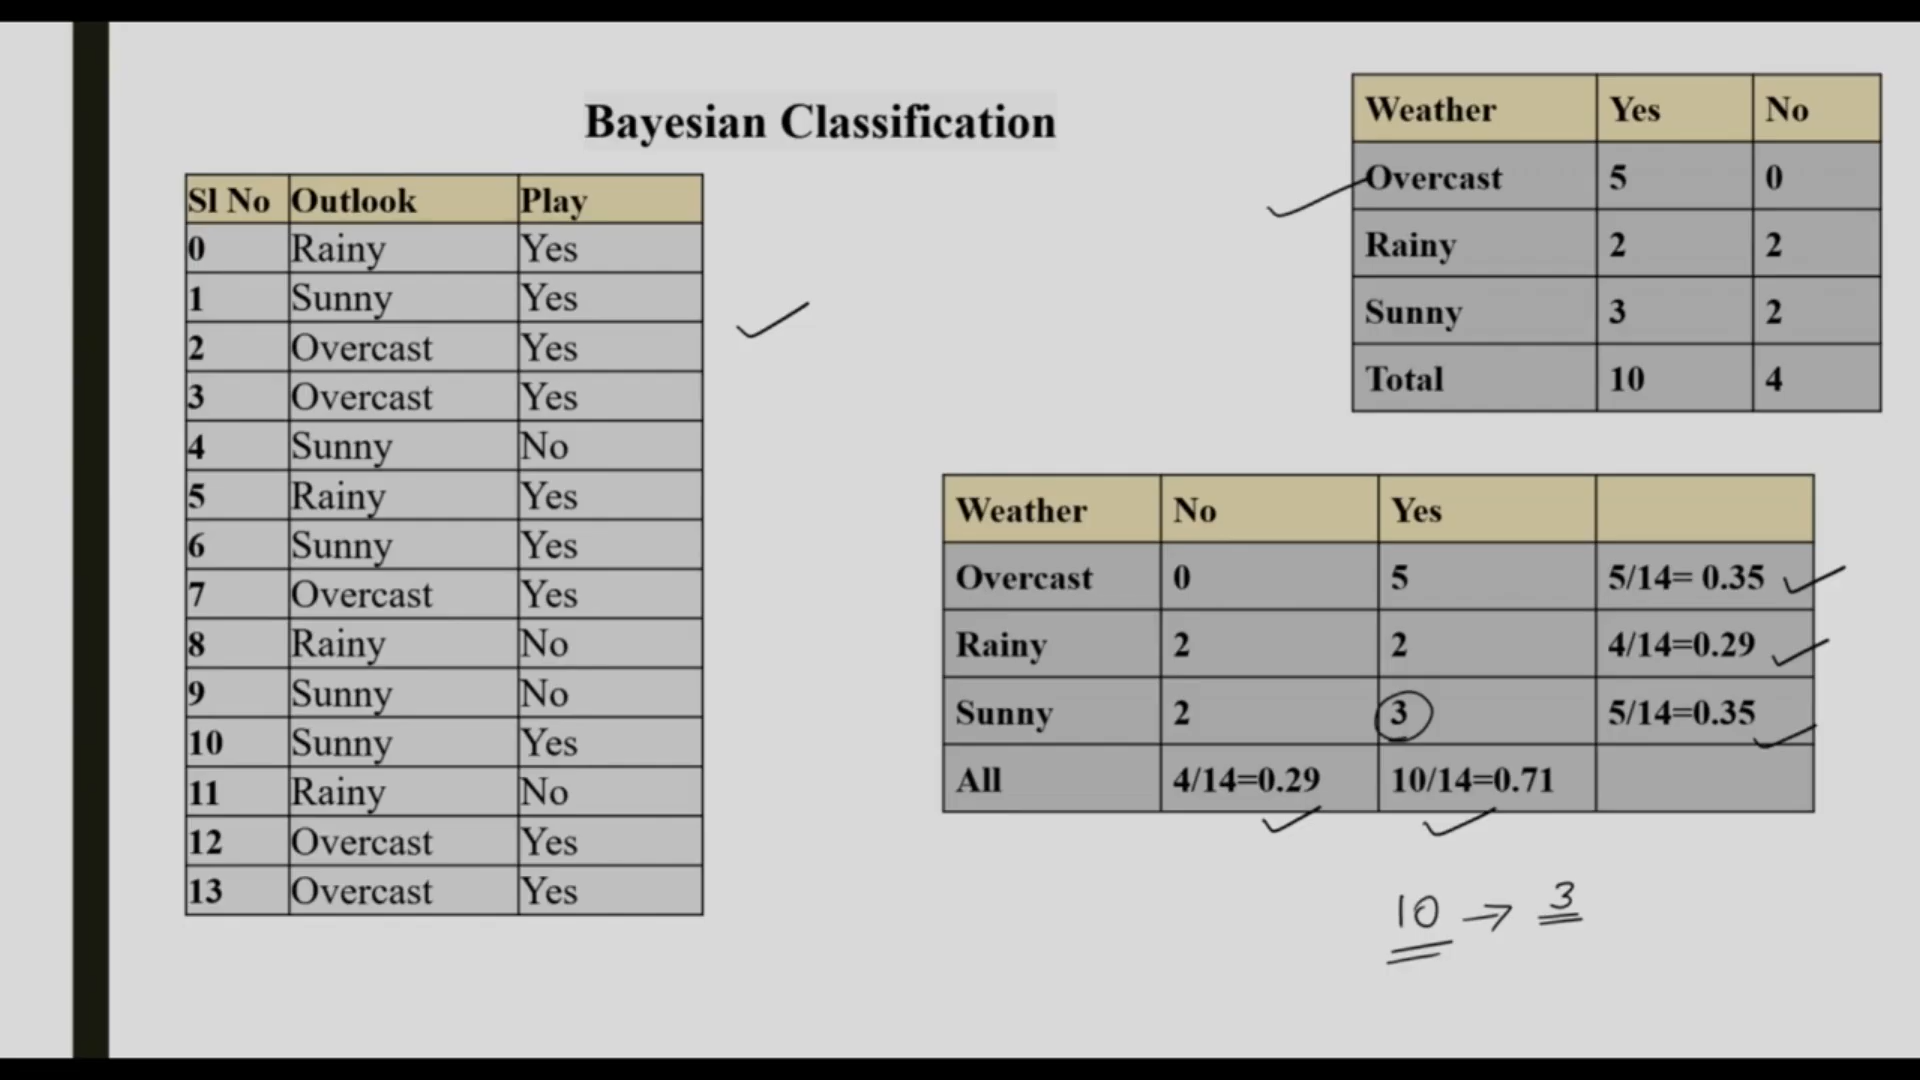 Bayesian Classification
Sl No Outlook Play
0 Rainy Yes
1 Sunny Yes
2 Overcast Yes
3 Overcast Yes
4 Sunny No
5 Rainy Yes
6 Sunny Yes
7 Overcast Yes
8 Rainy No
9 Sunny No
10 Sunny Yes
11 Rainy No
12 Overcast Yes
13 Overcast Yes
Weather Yes No
Overcast 5 0
Rainy 2 2
Sunny 3 2
Total 10 4
Weather No Yes
Overcast 0 5 5/14= 0.35
Rainy 2 2 4/14=0.29
Sunny 2 3 5/14=0.35
All 4/14=0.29 10/14=0.71
10 → 3